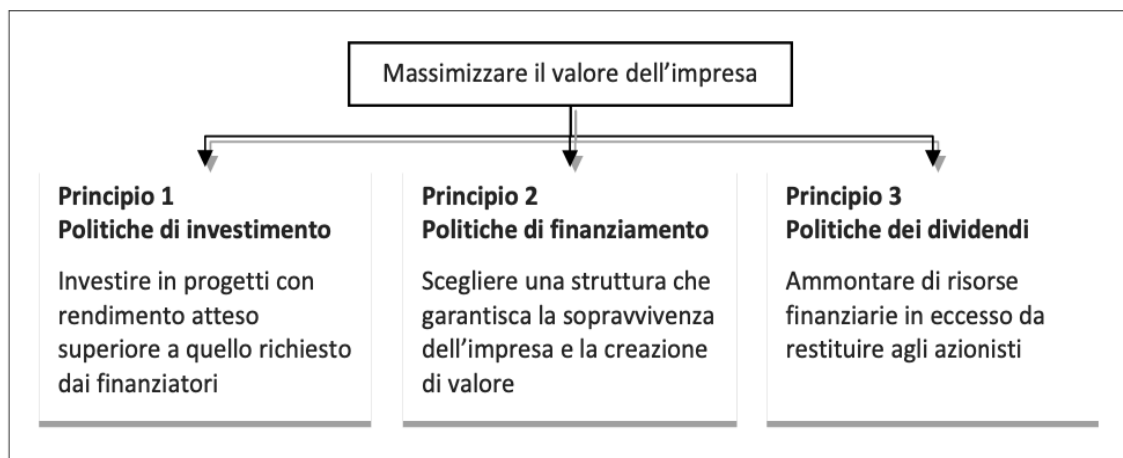 Massimizzare il valore dell’impresa
Principio 1
Politiche di investimento
Investire in progetti con
rendimento atteso
superiore a quello richiesto
dai finanziatori
Principio 2
Politiche di finanziamento
Scegliere una struttura che
garantisca la sopravvivenza
dell’impresa e la creazione
di valore
Principio 3
Politiche dei dividendi
Ammontare di risorse
finanziarie in eccesso da
restituire agli azionisti